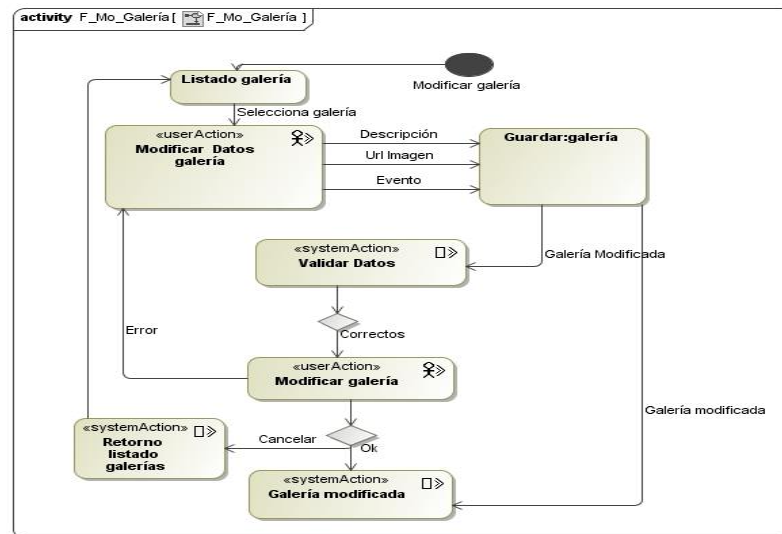 activity F_Mo_Galería[ F_Mo_Galería ]
Listado galería
Modificar galería
Selecciona galería
«userAction»
Modificar Datos
galería
Descripción
Url Imagen
Evento
Guardar:galería
«systemAction»
Validar Datos
Galería Modificada
Correctos
Error
«userAction»
Modificar galería
Galería modificada
«systemAction»
Retorno
listado
galerías
Cancelar
Ok
«systemAction»
Galería modificada